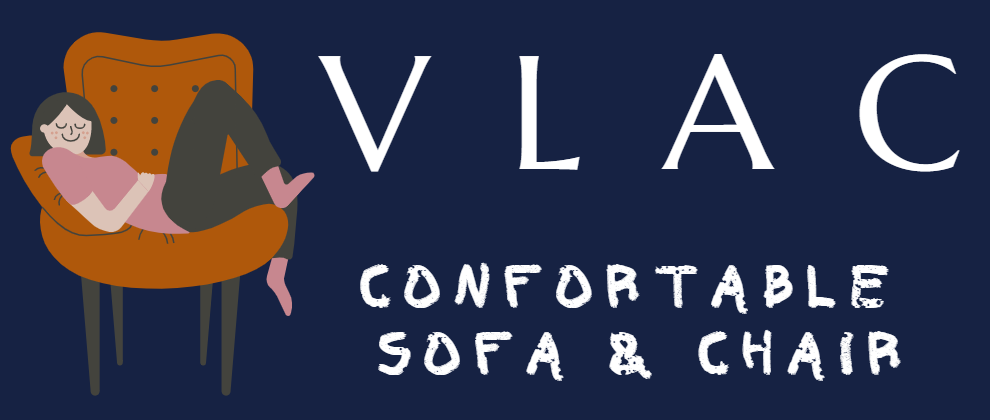 VLAC
CONFORTABLE
SOFA & CHAIR